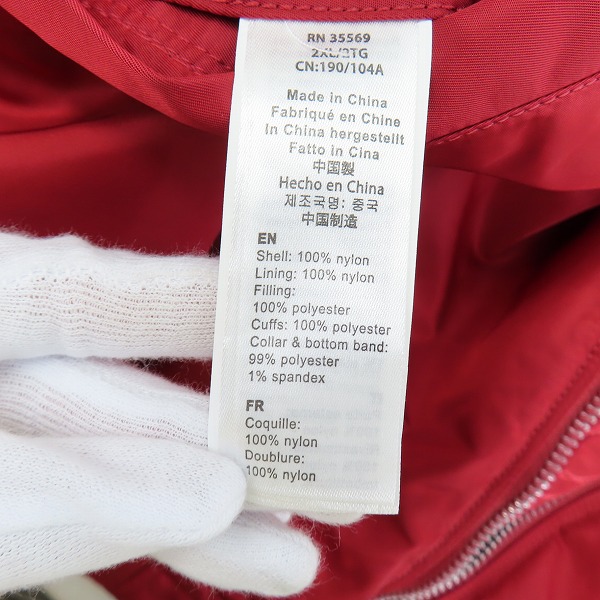 RN 35569
2XL/2TG
CN:190/104A
Made in China
Fabriqué en Chine
In China hergestellt
Fatto in Cina
中国製
Hecho en China
제조국명: 중국
中国制造
EN
Shell: 100% nylon
Lining: 100% nylon
Filling:
100% polyester
Cuffs: 100% polyester
Collar & bottom band:
99% polyester
1% spandex
FR
Coquille:
100% nylon
Doublure:
100% nylon